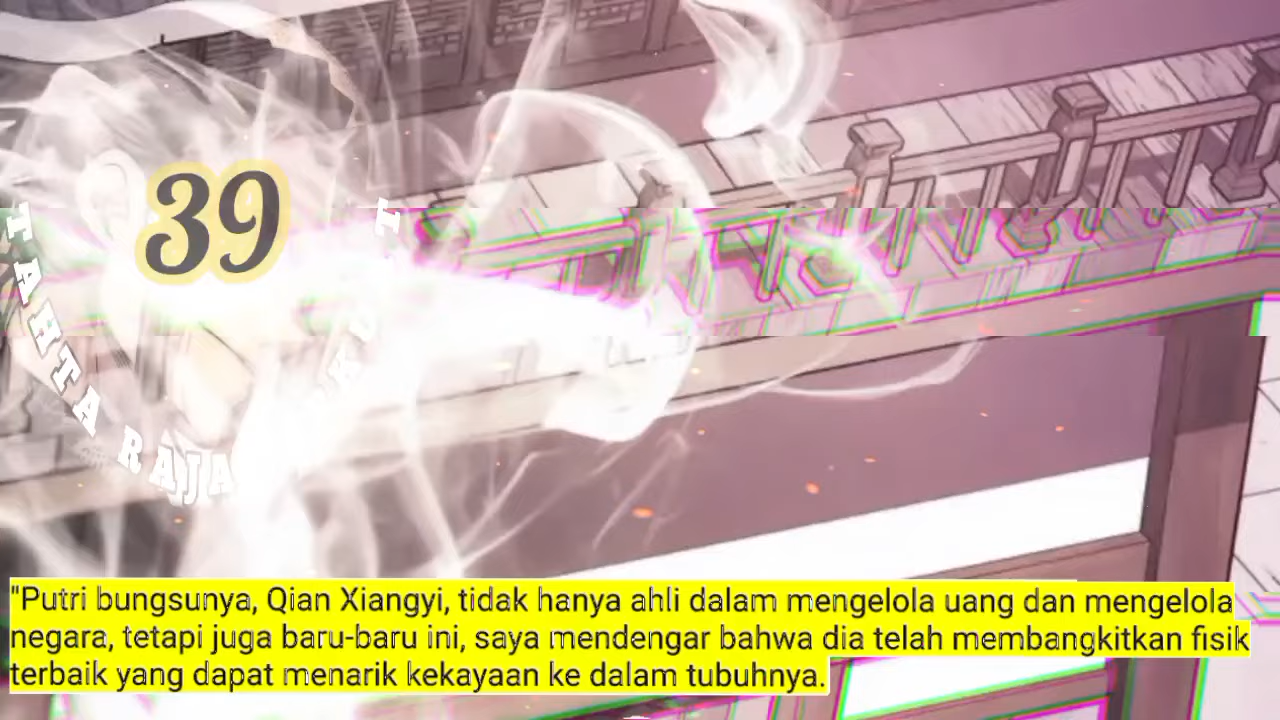 39
TAHTA RAJA
"Putri bungsunya, Qian Xiangyi, tidak hanya ahli dalam mengelola uang dan mengelola
negara, tetapi juga baru-baru ini, saya mendengar bahwa dia telah membangkitkan fisik
terbaik yang dapat menarik kekayaan ke dalam tubuhnya.